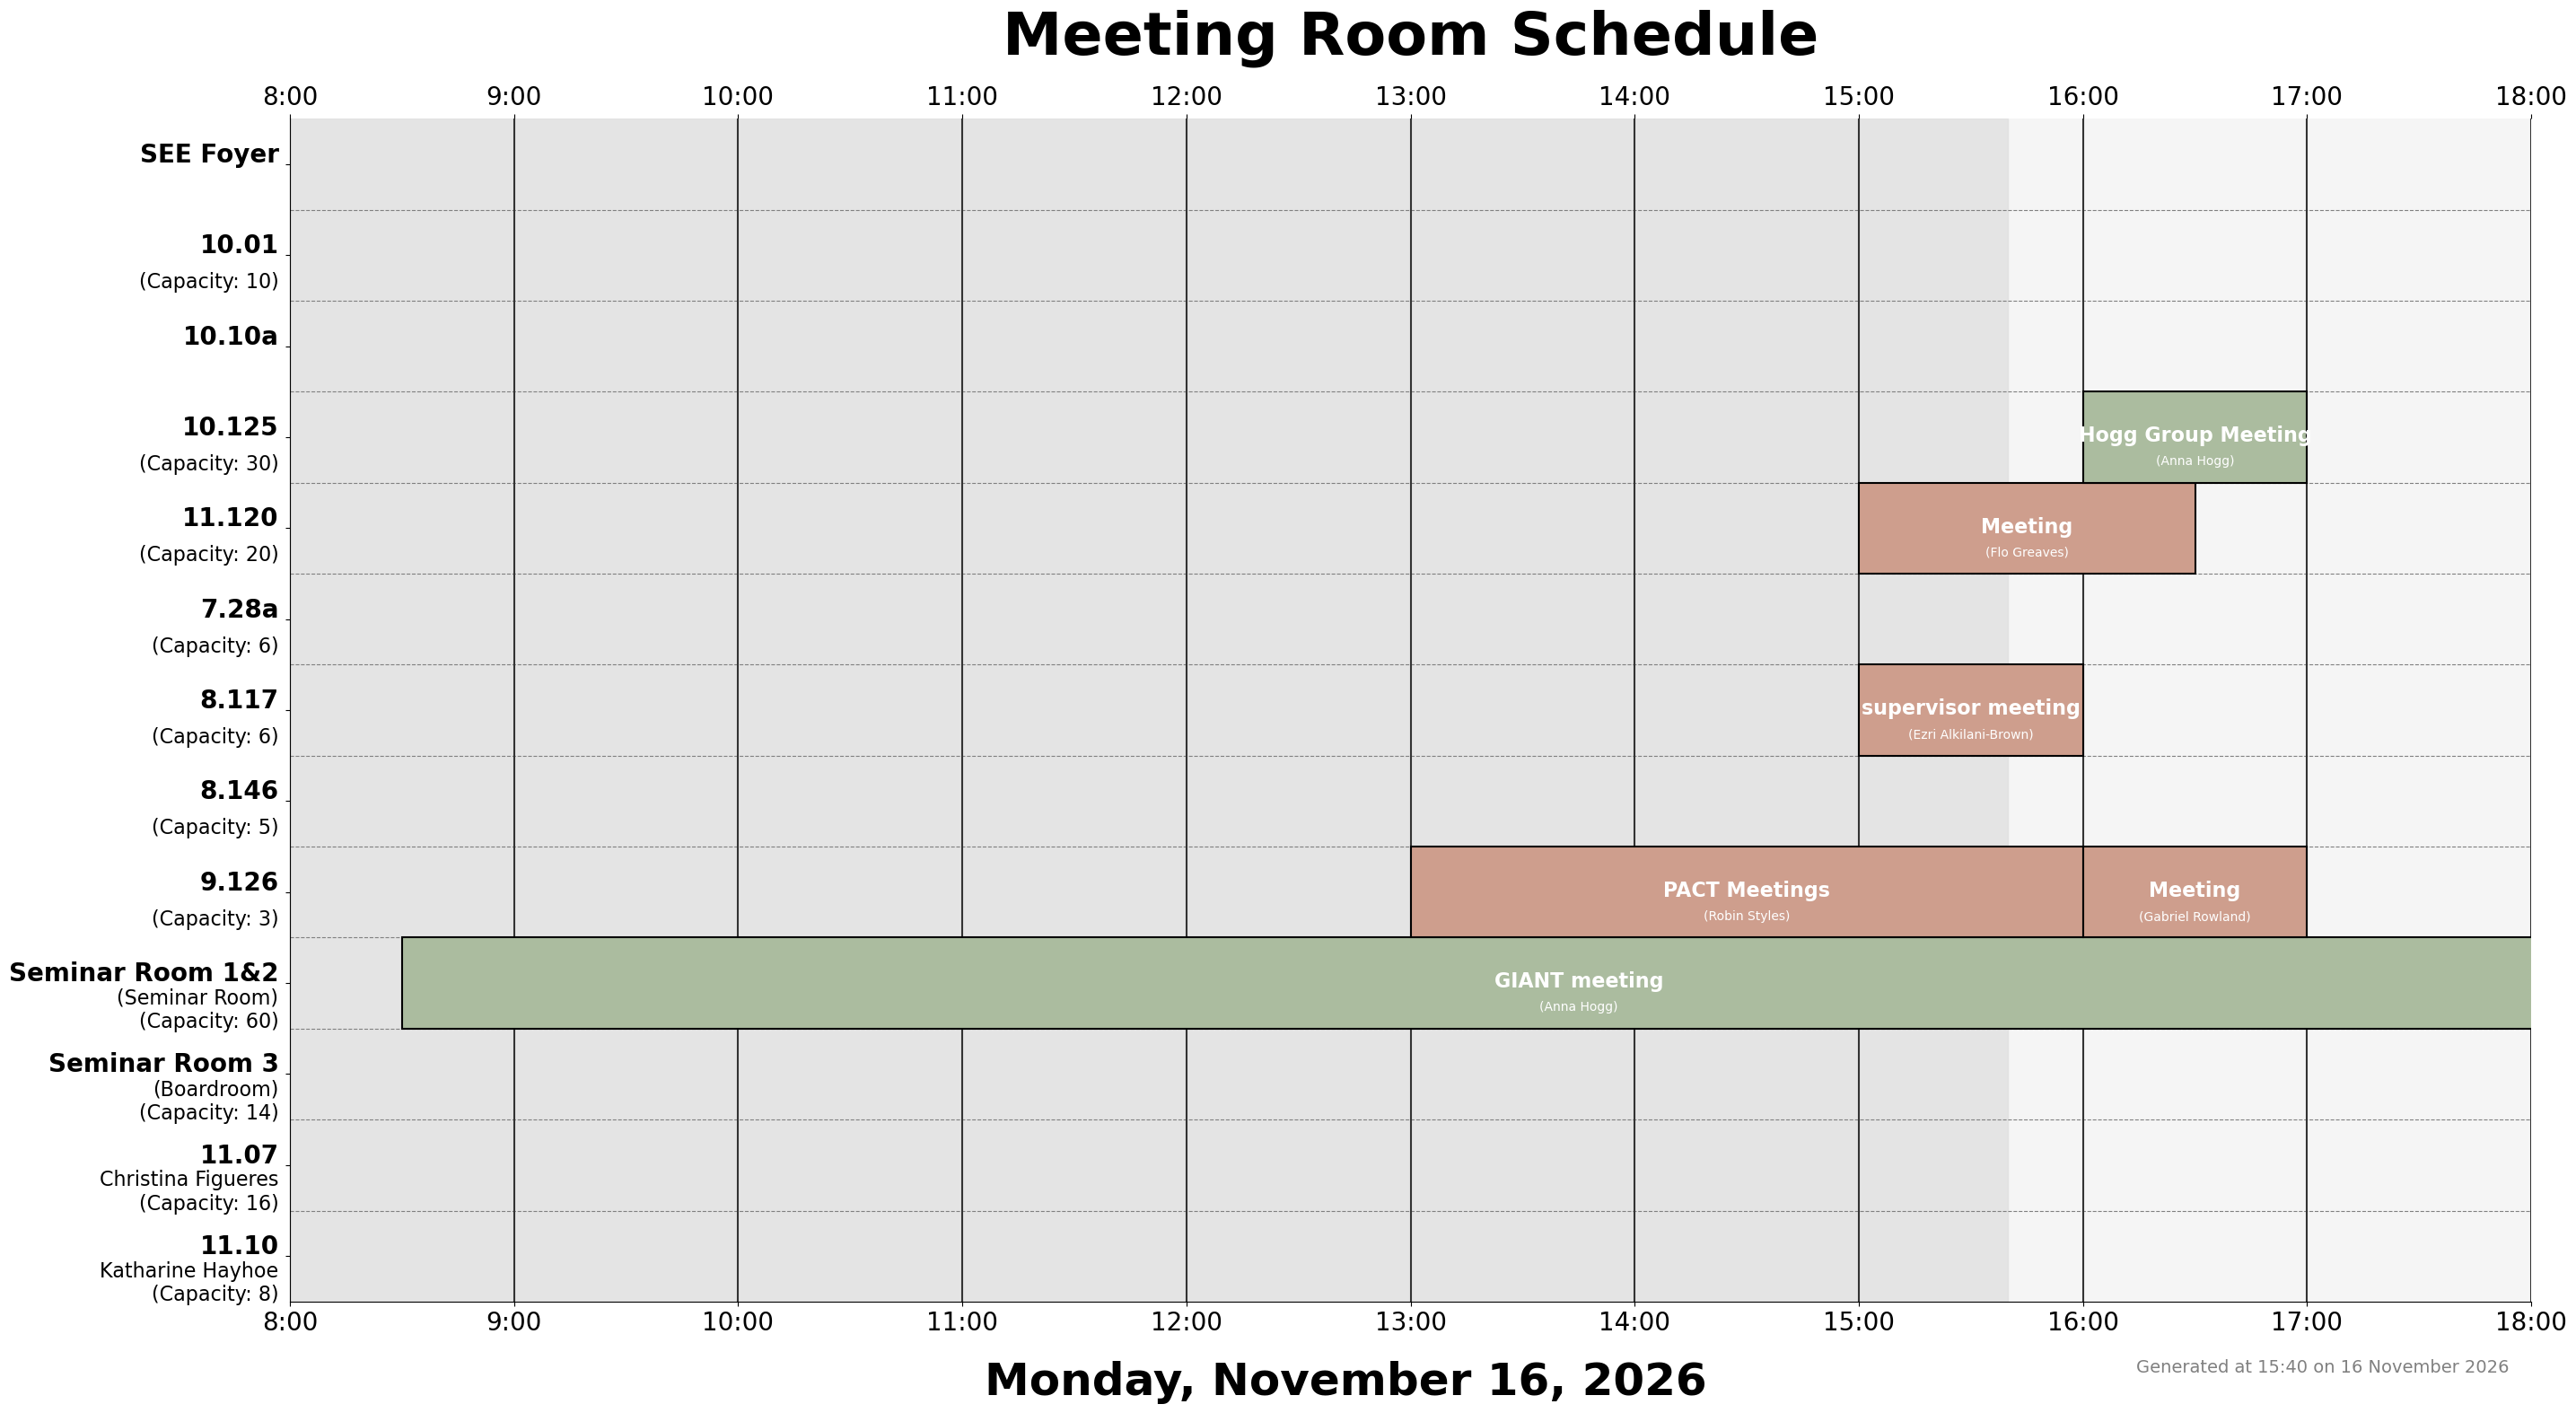 Meeting Room Schedule
8:00 9:00 10:00 11:00 12:00 13:00 14:00 15:00 16:00 17:00 18:00
SEE Foyer
10.01
(Capacity: 10)
10.10a
10.125
(Capacity: 30)
Hogg Group Meeting
(Anna Hogg)
11.120
(Capacity: 20)
Meeting
(Flo Greaves)
7.28a
(Capacity: 6)
8.117
(Capacity: 6)
supervisor meeting
(Ezri Alkilani-Brown)
8.146
(Capacity: 5)
9.126
(Capacity: 3)
PACT Meetings
(Robin Styles)
Meeting
(Gabriel Rowland)
Seminar Room 1&2
(Seminar Room)
(Capacity: 60)
GIANT meeting
(Anna Hogg)
Seminar Room 3
(Boardroom)
(Capacity: 14)
11.07
Christina Figueres
(Capacity: 16)
11.10
Katharine Hayhoe
(Capacity: 8)
8:00 9:00 10:00 11:00 12:00 13:00 14:00 15:00 16:00 17:00 18:00
Monday, November 16, 2026
Generated at 15:40 on 16 November 2026